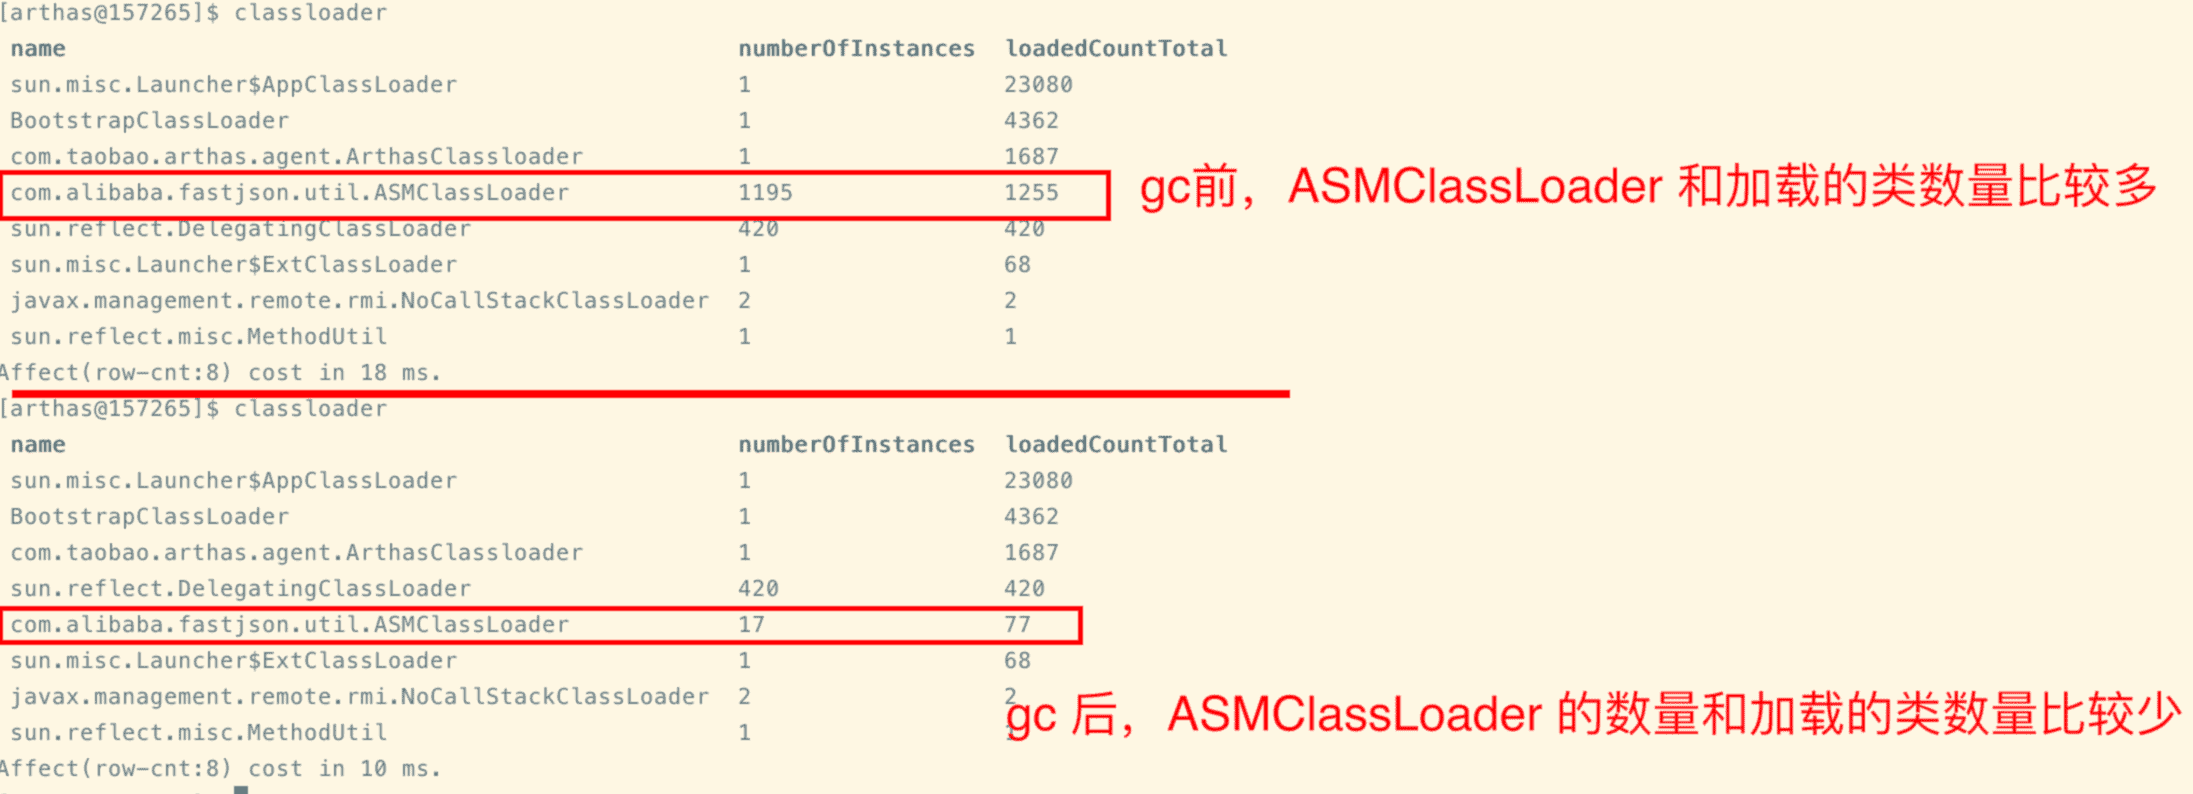 [arthas@157265]$ classloader
name numberOfInstances loadedCountTotal
sun.misc.Launcher$AppClassLoader 1 23080
BootstrapClassLoader 1 4362
com.taobao.arthas.agent.ArthasClassloader 1 1687
com.alibaba.fastjson.util.ASMClassLoader 1195 1255 gc前，ASMClassLoader 和加载的类数量比较多
sun.reflect.DelegatingClassLoader 420 420
sun.misc.Launcher$ExtClassLoader 1 68
javax.management.remote.rmi.NoCallStackClassLoader 2 2
sun.reflect.misc.MethodUtil 1 1
Affect(row-cnt:8) cost in 18 ms.
[arthas@157265]$ classloader
name numberOfInstances loadedCountTotal
sun.misc.Launcher$AppClassLoader 1 23080
BootstrapClassLoader 1 4362
com.taobao.arthas.agent.ArthasClassloader 1 1687
sun.reflect.DelegatingClassLoader 420 420
com.alibaba.fastjson.util.ASMClassLoader 17 77
sun.misc.Launcher$ExtClassLoader 1 68
javax.management.remote.rmi.NoCallStackClassLoader 2 2
gc 后，ASMClassLoader 的数量和加载的类数量比较少
sun.reflect.misc.MethodUtil 1
Affect(row-cnt:8) cost in 10 ms.